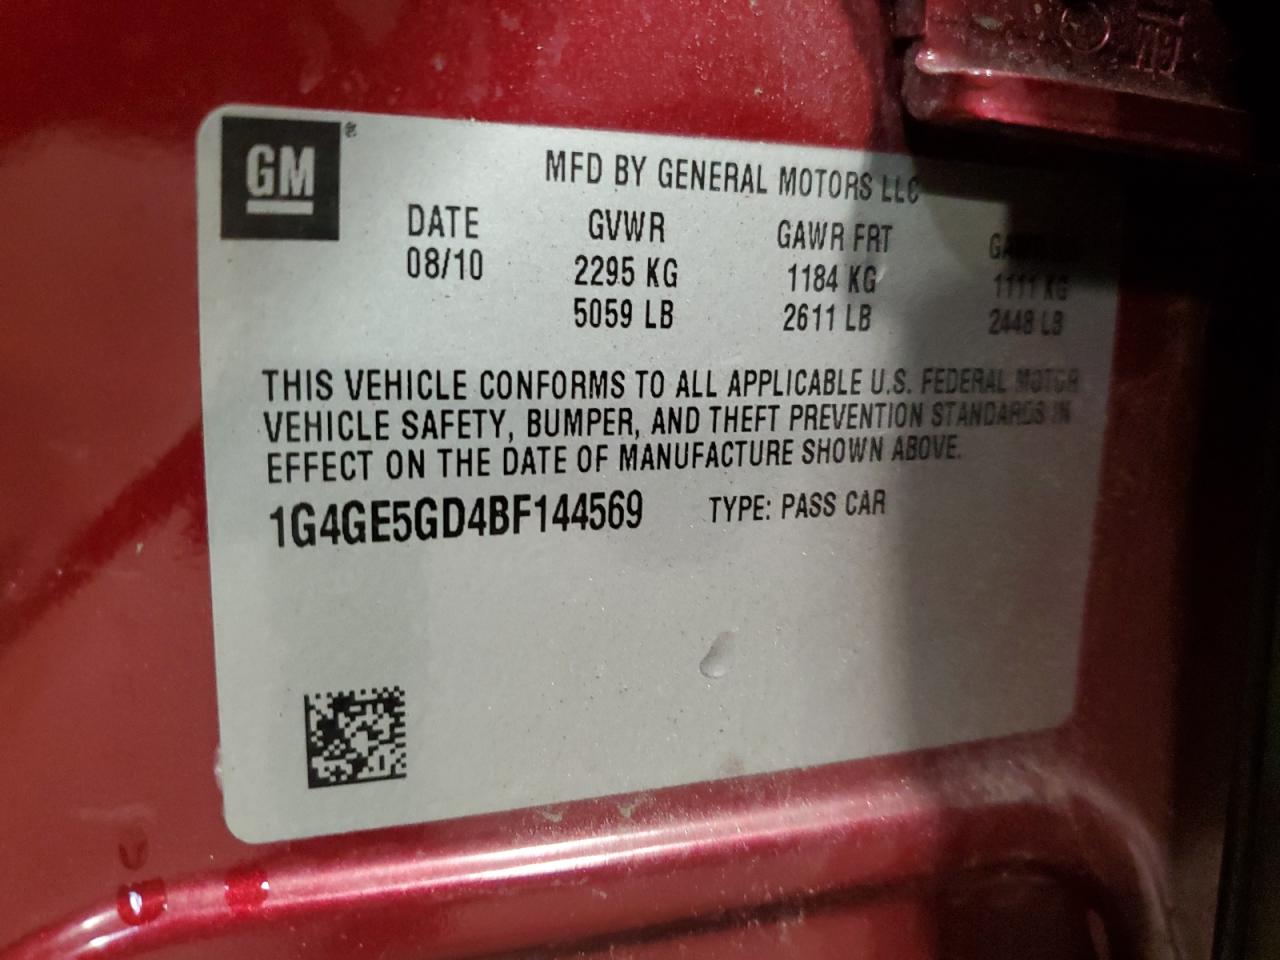 GM®
MFD BY GENERAL MOTORS LLC
DATE GVWR GAWR FRT
08/10 2295 KG 1184 KG 1111 KG
5059 LB 2611 LB 2448 LB
THIS VEHICLE CONFORMS TO ALL APPLICABLE U.S. FEDERAL MOTOR
VEHICLE SAFETY, BUMPER, AND THEFT PREVENTION STANDARDS IN
EFFECT ON THE DATE OF MANUFACTURE SHOWN ABOVE.
1G4GE5GD4BF144569 TYPE: PASS CAR